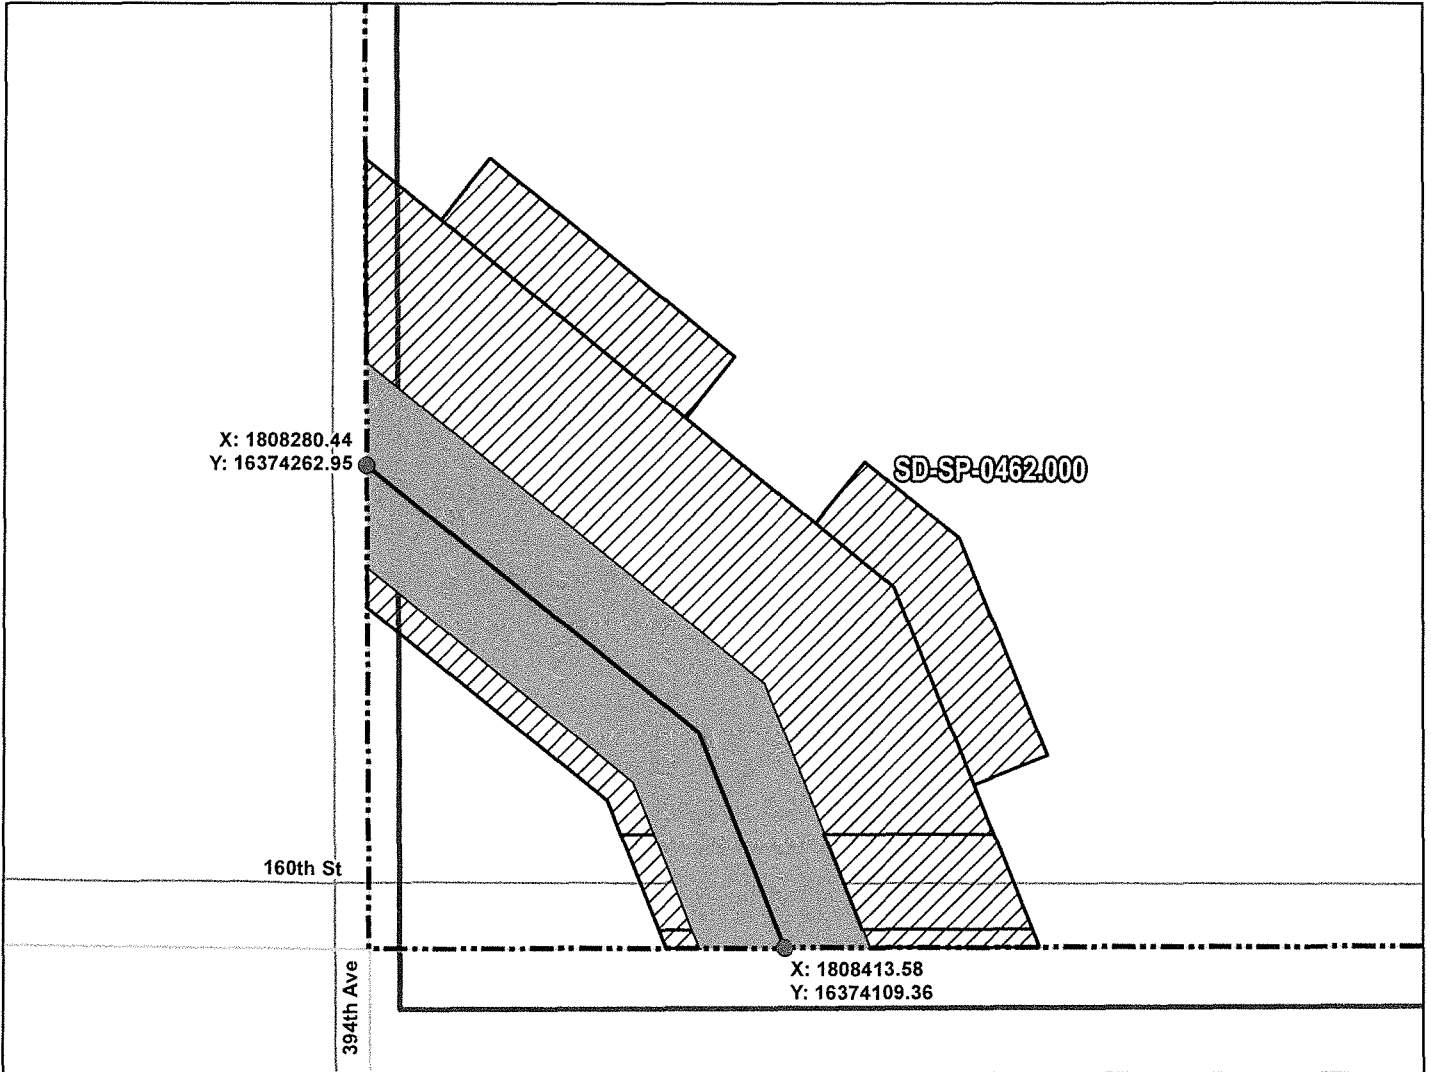 X: 1808280.44
Y: 16374262.95
SD-SP-0462.000
160th St
X: 1808413.58
Y: 16374109.36
394th Ave